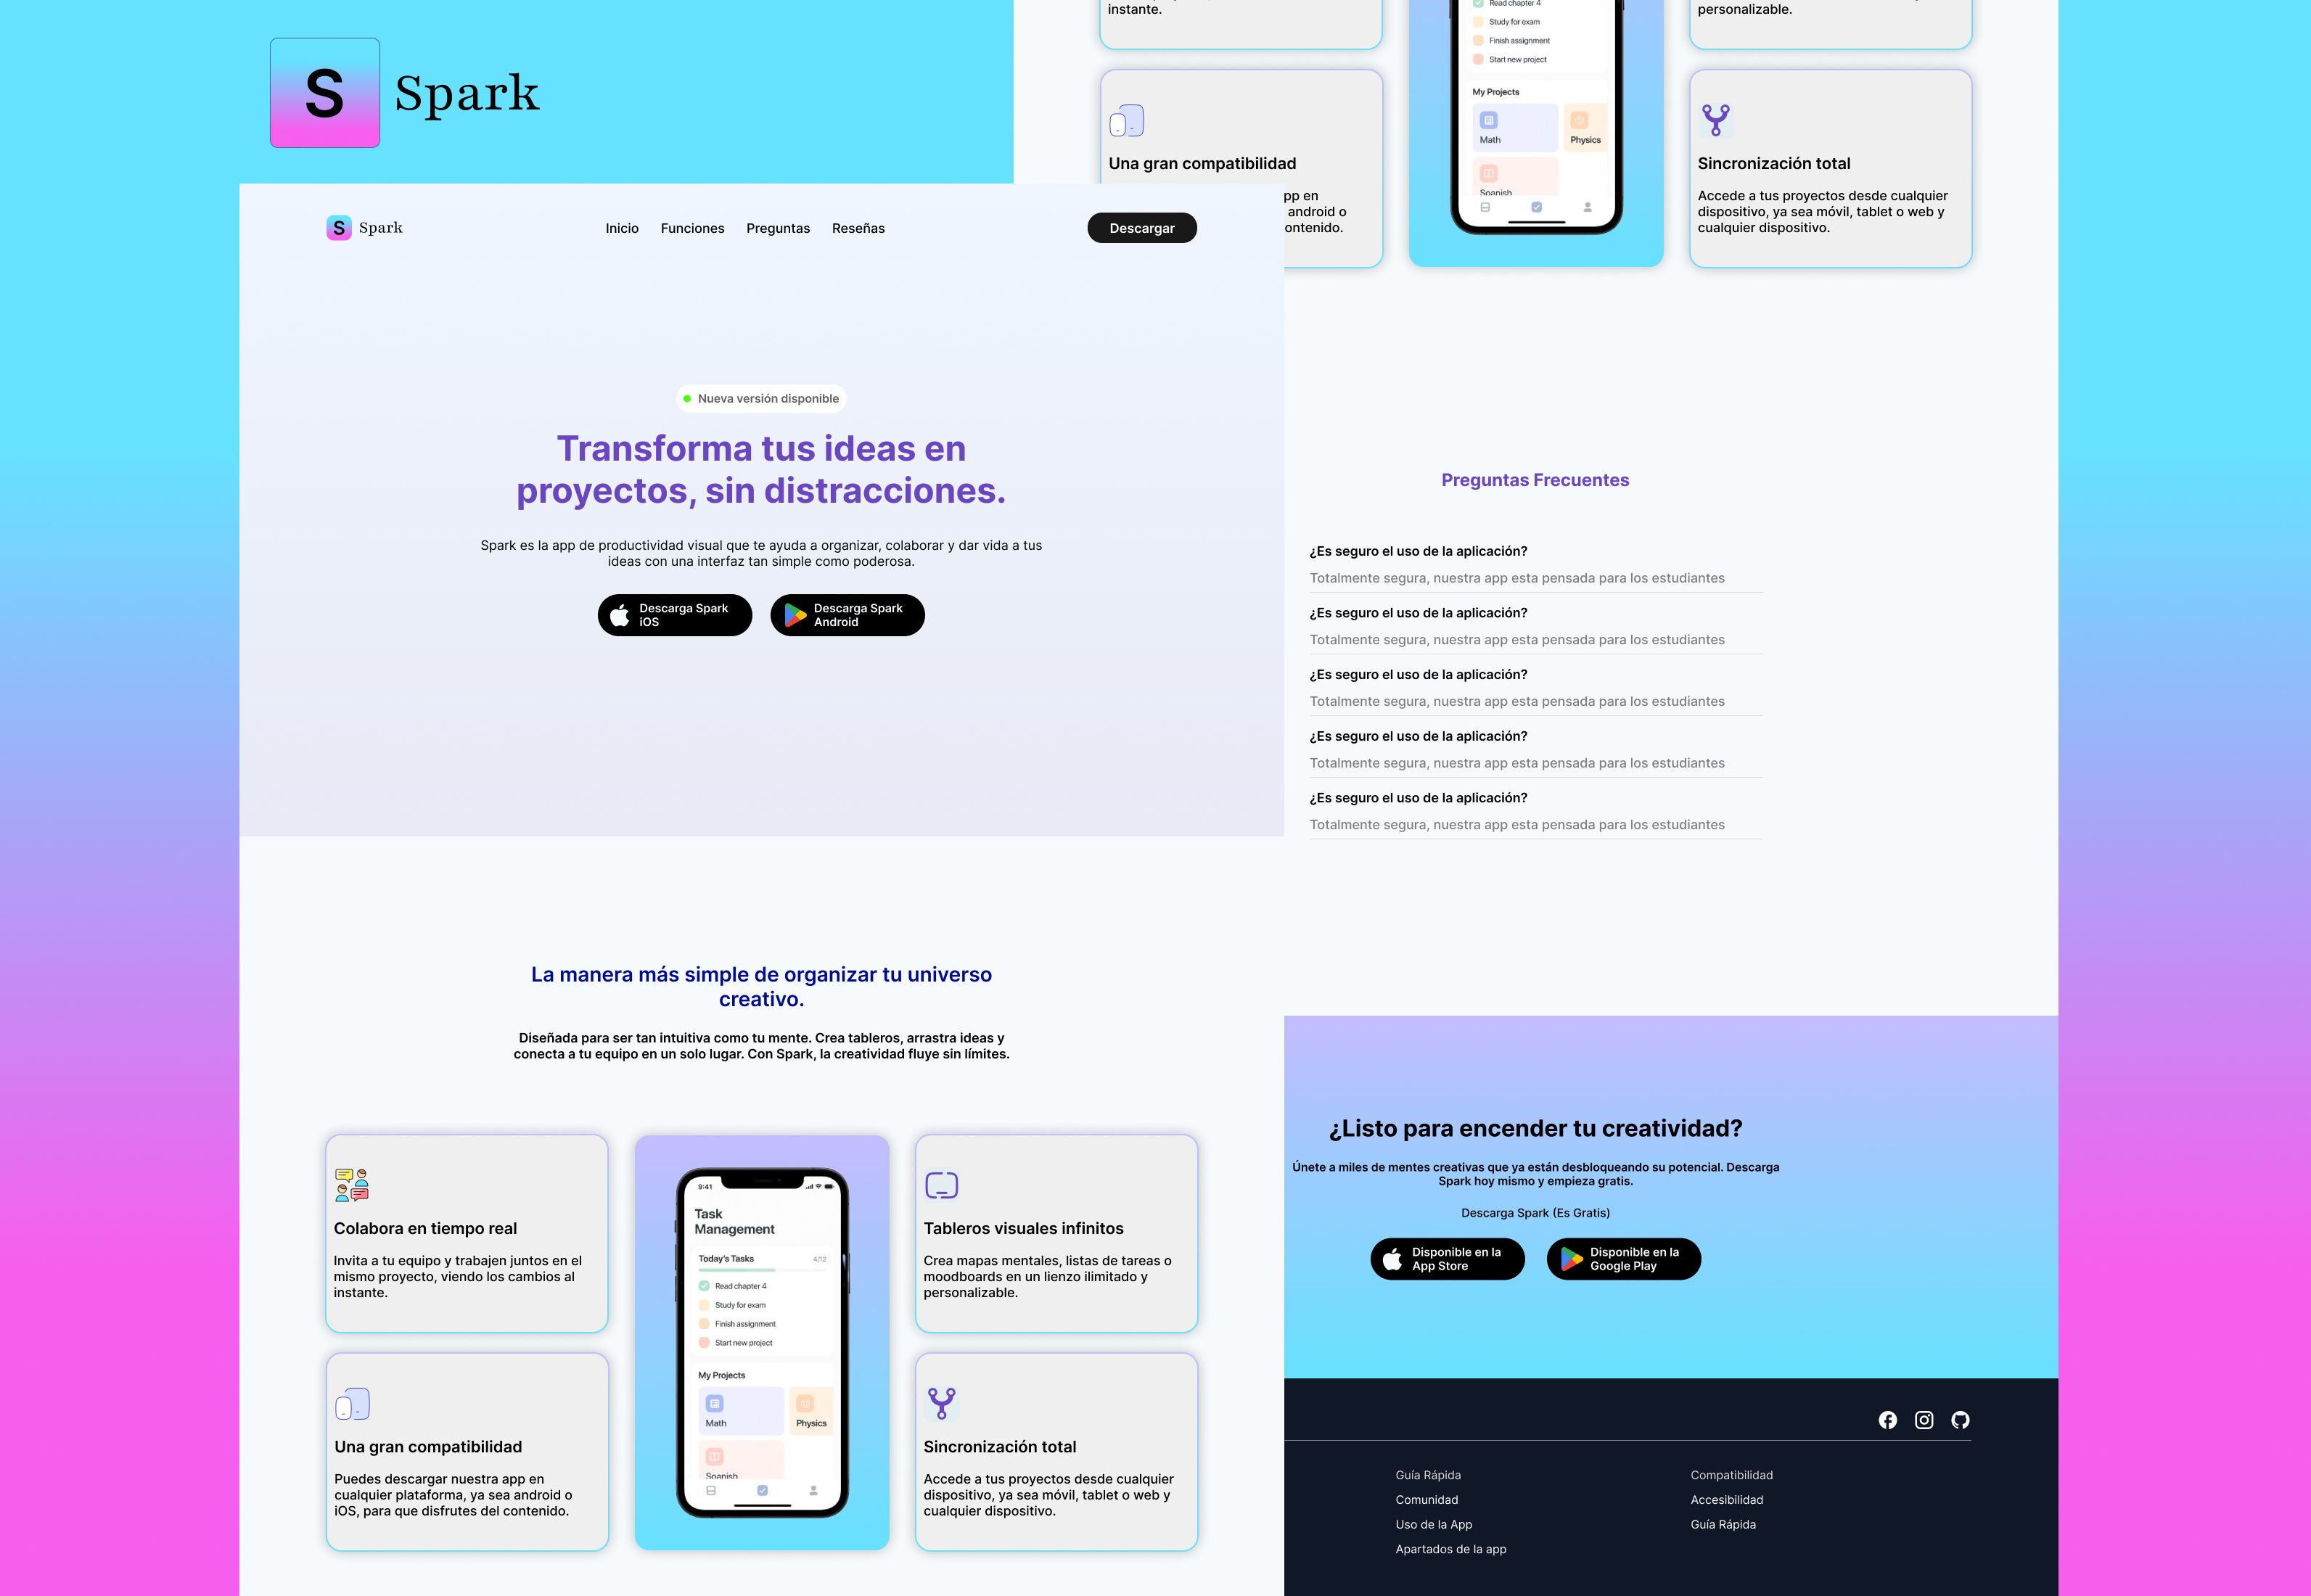 S
Spark
S Spark
Inicio
Funciones
Preguntas
Reseñas
Descargar
Nueva versión disponible
Transforma tus ideas en
proyectos, sin distracciones.
Spark es la app de productividad visual que te ayuda a organizar, colaborar y dar vida a tus
ideas con una interfaz tan simple como poderosa.
Descarga Spark
iOS
Descarga Spark
Android
La manera más simple de organizar tu universo
creativo.
Diseñada para ser tan intuitiva como tu mente. Crea tableros, arrastra ideas y
conecta a tu equipo en un solo lugar. Con Spark, la creatividad fluye sin límites.
Colabora en tiempo real
Invita a tu equipo y trabajen juntos en el
mismo proyecto, viendo los cambios al
instante.
Una gran compatibilidad
Puedes descargar nuestra app en
cualquier plataforma, ya sea android o
iOS, para que disfrutes del contenido.
9:41
Task
Management
Today's Tasks
4/12
Read chapter 4
Study for exam
Finish assignment
Start new project
My Projects
Math
Physics
Spanish
Tableros visuales infinitos
Crea mapas mentales, listas de tareas o
moodboards en un lienzo ilimitado y
personalizable.
Sincronización total
Accede a tus proyectos desde cualquier
dispositivo, ya sea móvil, tablet o web y
cualquier dispositivo.
instante.
Una gran compatibilidad
pp en
android o
ontenido.
Read chapter 4
Study for exam
Finish assignment
Start new project
My Projects
Math
Physics
Spanish
personalizable.
Sincronización total
Accede a tus proyectos desde cualquier
dispositivo, ya sea móvil, tablet o web y
cualquier dispositivo.
Preguntas Frecuentes
¿Es seguro el uso de la aplicación?
Totalmente segura, nuestra app esta pensada para los estudiantes
¿Es seguro el uso de la aplicación?
Totalmente segura, nuestra app esta pensada para los estudiantes
¿Es seguro el uso de la aplicación?
Totalmente segura, nuestra app esta pensada para los estudiantes
¿Es seguro el uso de la aplicación?
Totalmente segura, nuestra app esta pensada para los estudiantes
¿Es seguro el uso de la aplicación?
Totalmente segura, nuestra app esta pensada para los estudiantes
¿Listo para encender tu creatividad?
Únete a miles de mentes creativas que ya están desbloqueando su potencial. Descarga
Spark hoy mismo y empieza gratis.
Descarga Spark (Es Gratis)
Disponible en la
App Store
Disponible en la
Google Play
Guía Rápida
Comunidad
Uso de la App
Apartados de la app
Compatibilidad
Accesibilidad
Guía Rápida